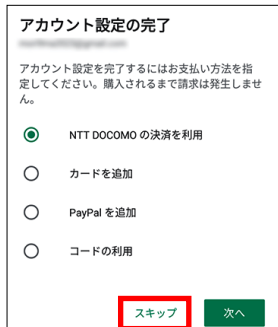 アカウント設定の完了
アカウント設定を完了するにはお支払い方法を指
定してください。購入されるまで請求は発生しませ
ん。
NTT DOCOMO の決済を利用
カードを追加
PayPal を追加
コードの利用
スキップ
次へ